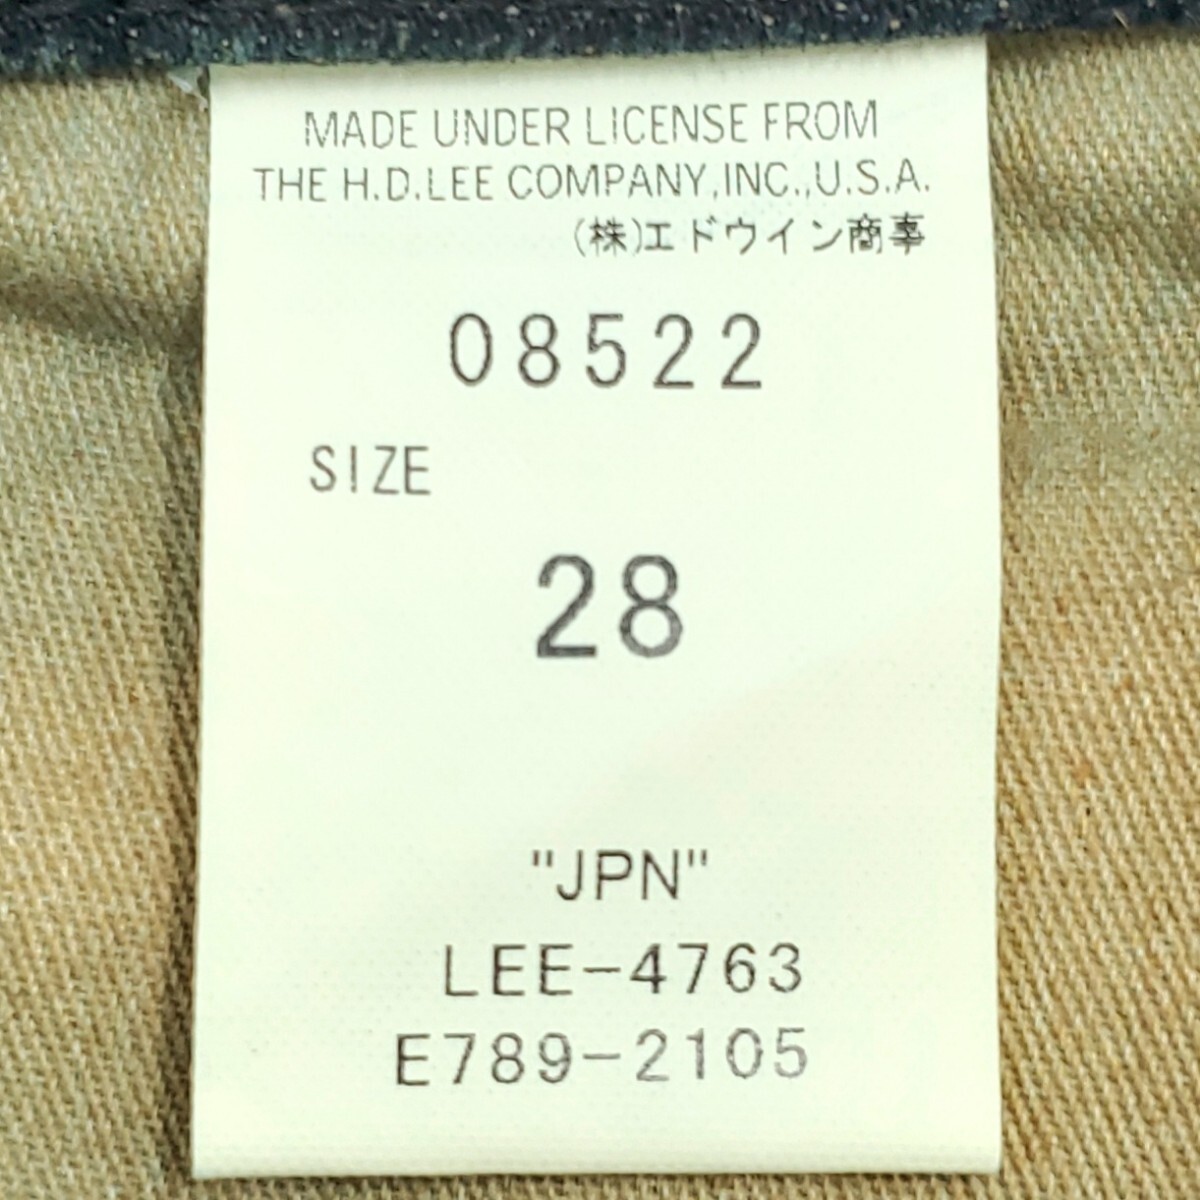 MADE UNDER LICENSE FROM
THE H.D.LEE COMPANY,INC.,U.S.A.
(株)エドウイン商事
08522
SIZE
28
"JPN"
LEE-4763
E789-2105